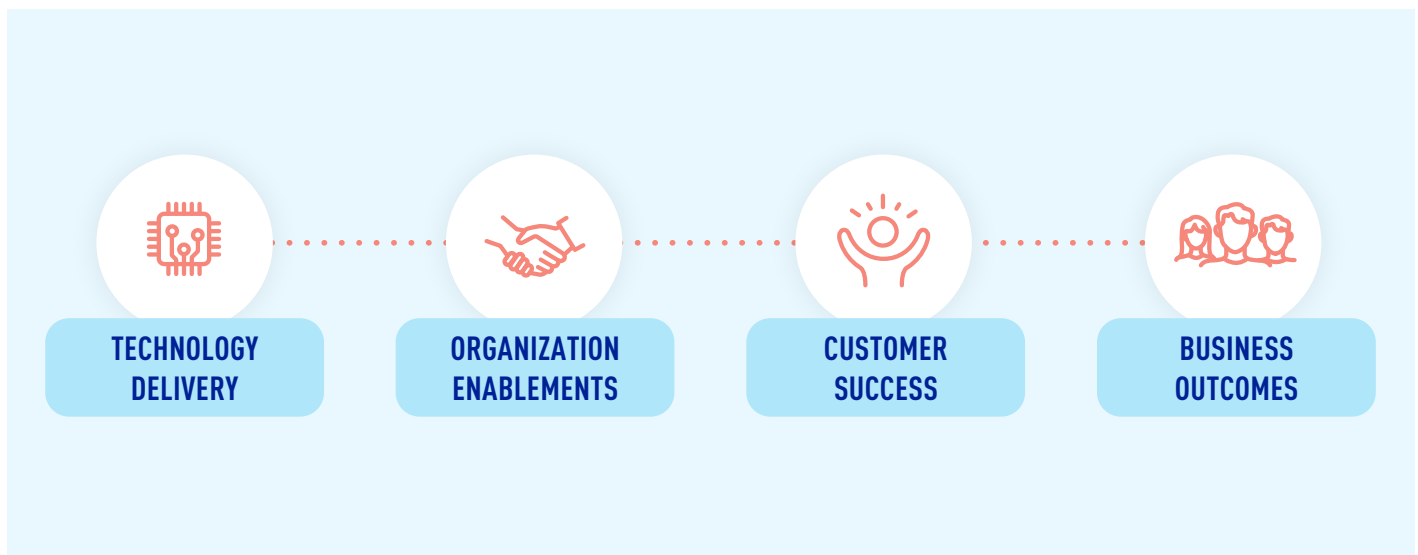 TECHNOLOGY
DELIVERY
ORGANIZATION
ENABLEMENTS
CUSTOMER
SUCCESS
BUSINESS
OUTCOMES